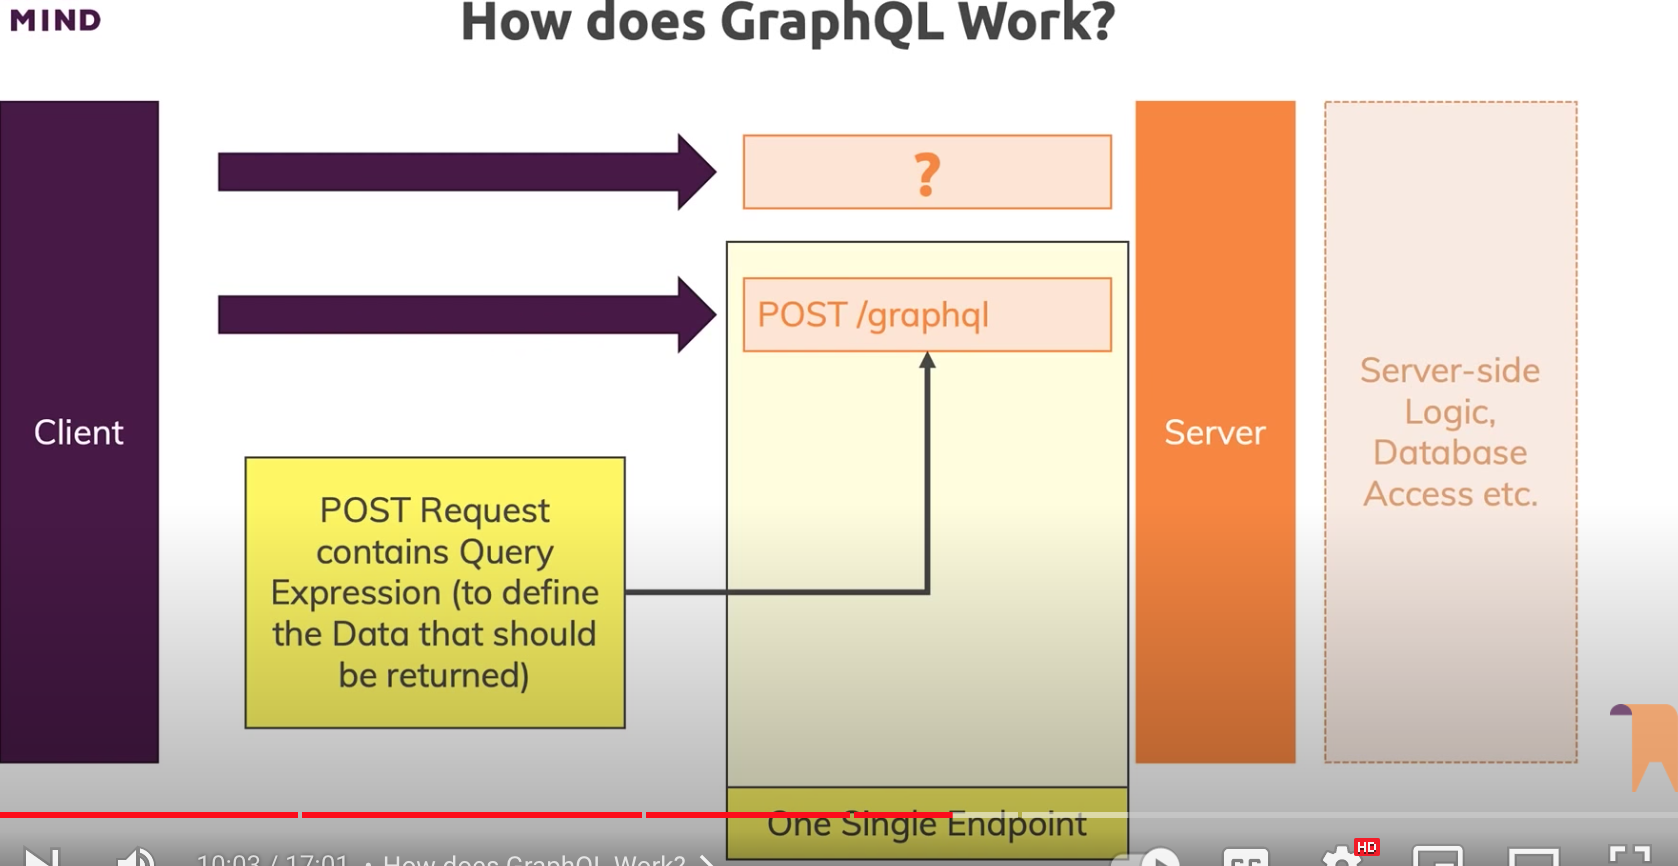 MIND
How does GraphQL Work?
?
POST /graphql
Client
POST Request
contains Query
Expression (to define
the Data that should
be returned)
Server
Server-side
Logic,
Database
Access etc.
One Single Endpoint
10:03 / 17:01 • How does GraphQL Work?
CC
HD